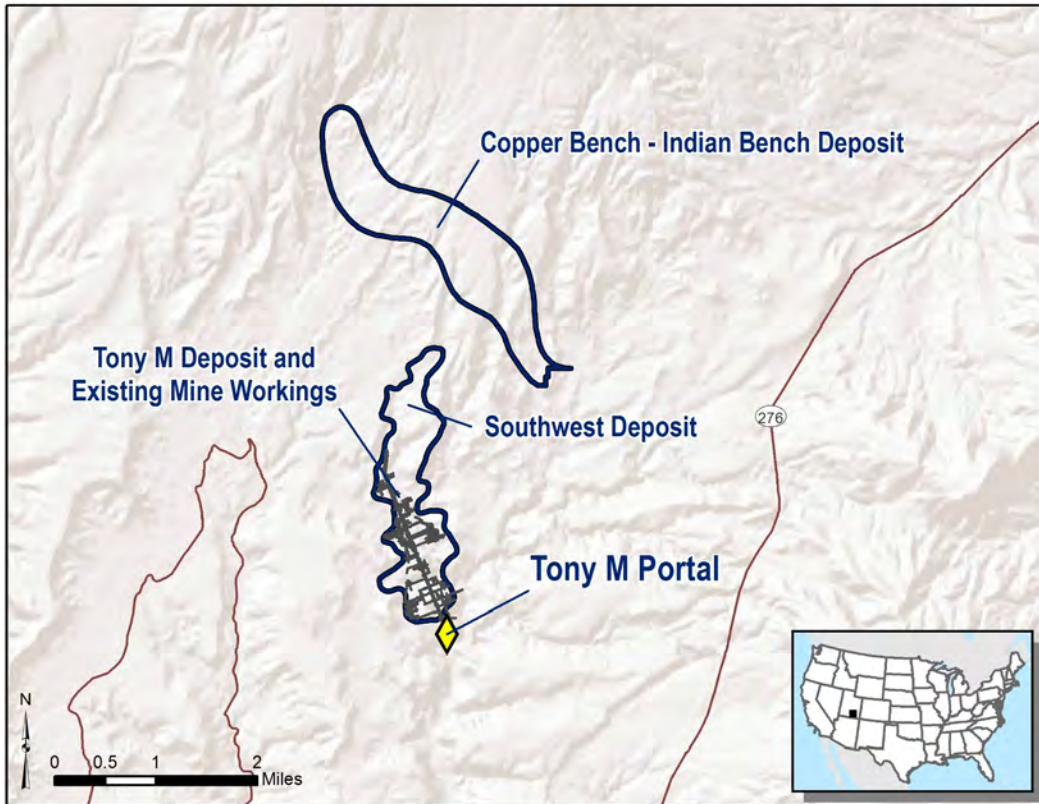 Copper Bench - Indian Bench Deposit
Tony M Deposit and
Existing Mine Workings
276
Southwest Deposit
Tony M Portal
N
0 0.5 1 2
Miles